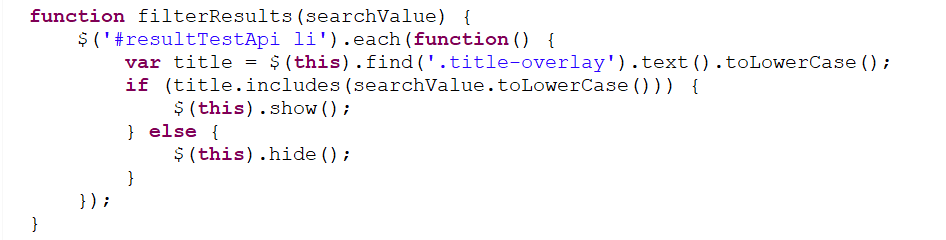 function filterResults(searchValue) {
    $('#resultTestApi li').each(function() {
        var title = $(this).find('.title-overlay').text().toLowerCase();
        if (title.includes(searchValue.toLowerCase())) {
            $(this).show();
        } else {
            $(this).hide();
        }
    });
}